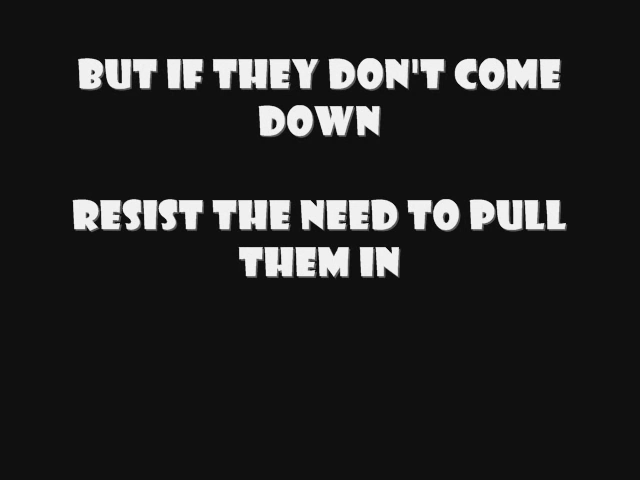 BUT IF THEY DON'T COME
DOWN
RESIST THE NEED TO PULL
THEM IN